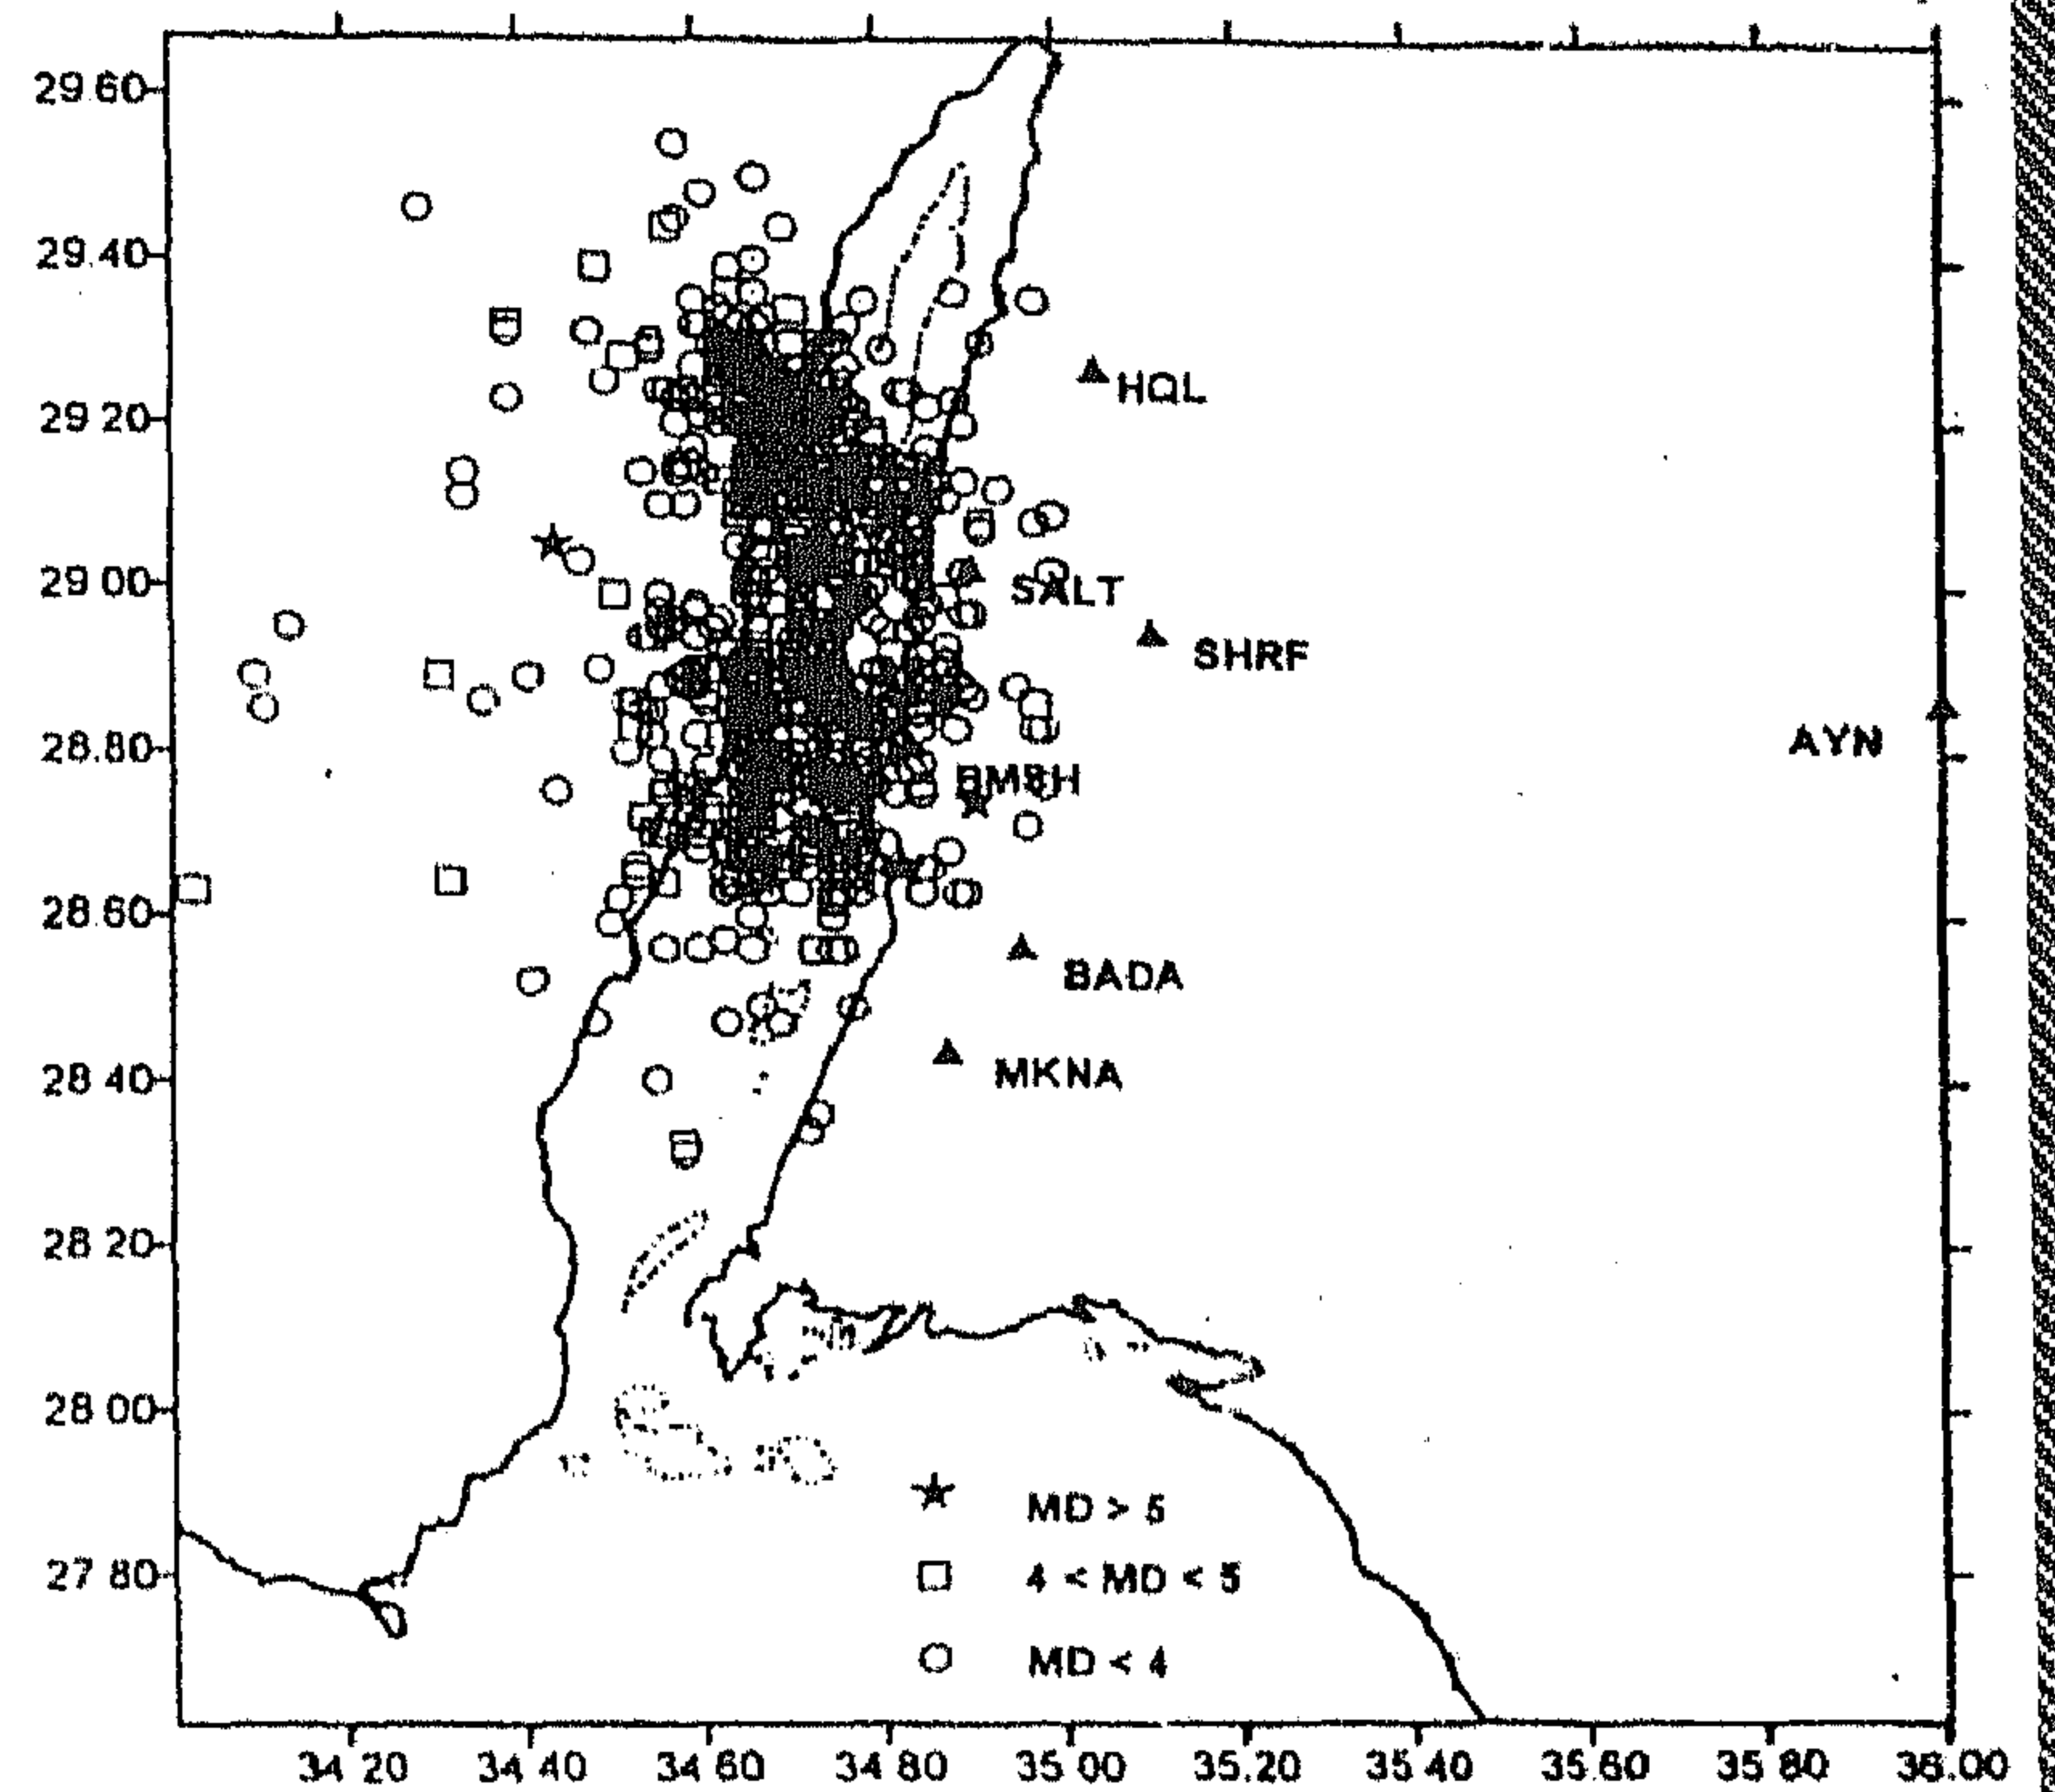 29 60
29.40
HQL
29 20
29 00
SALT
SHRF
28.80
AYN
BMSH
28 60
BADA
28 40
MKNA
28 20
28 00
MD > 5
4 < MD < 5
27 80
MD < 4
34 20 34 40 34 60 34 80 35 00 35.20 35.40 35.60 35 80 36.00